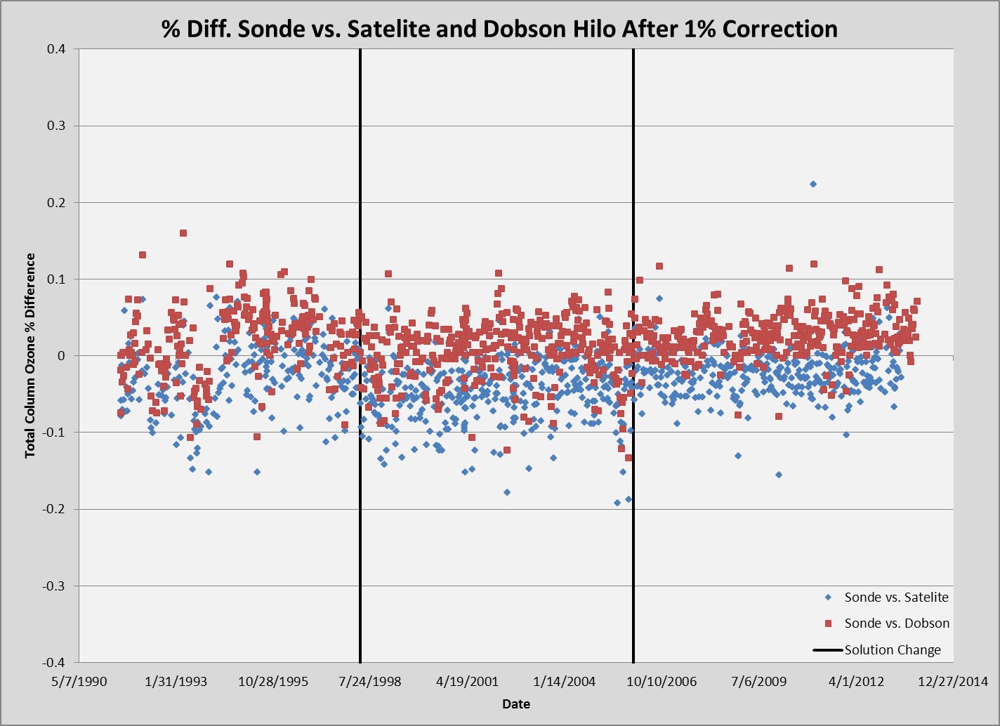 % Diff. Sonde vs. Satelite and Dobson Hilo After 1% Correction
Total Column Ozone % Difference
0.4
0.3
0.2
0.1
0
-0.1
-0.2
-0.3
-0.4
Sonde vs. Satelite
Sonde vs. Dobson
Solution Change
5/7/1990 1/31/1993 10/28/1995 7/24/1998 4/19/2001 1/14/2004 10/10/2006 7/6/2009 4/1/2012 12/27/2014
Date